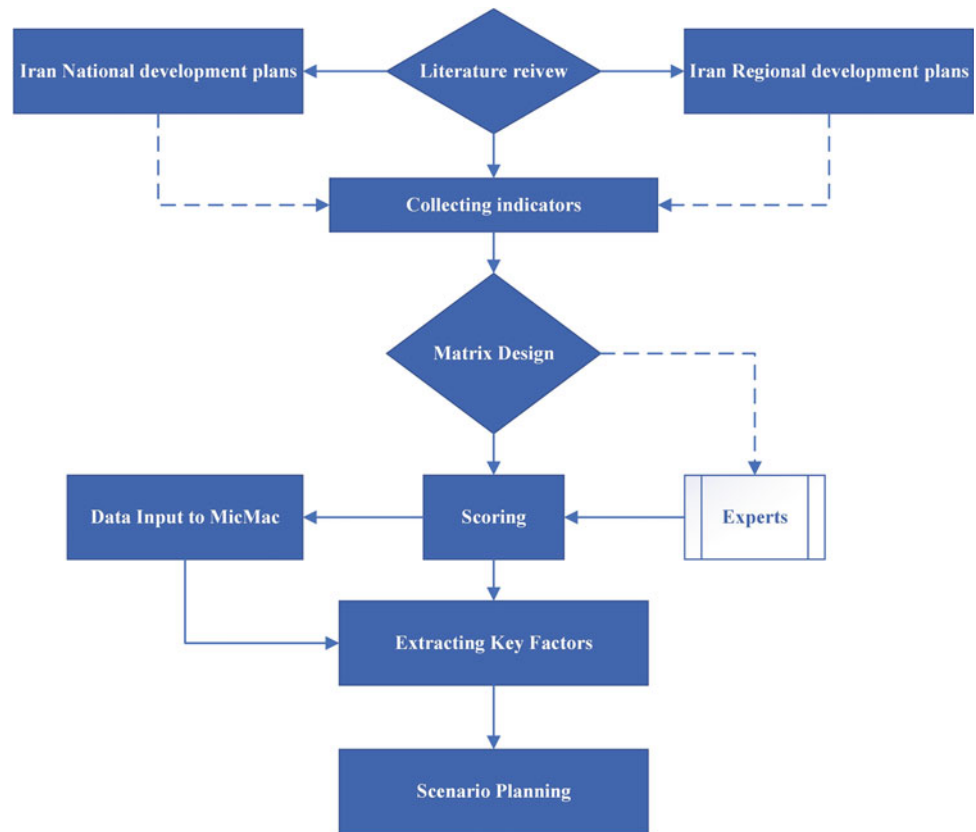 Iran National development plans
Literature reivew
Iran Regional development plans
Collecting indicators
Matrix Design
Data Input to MicMac
Scoring
Experts
Extracting Key Factors
Scenario Planning